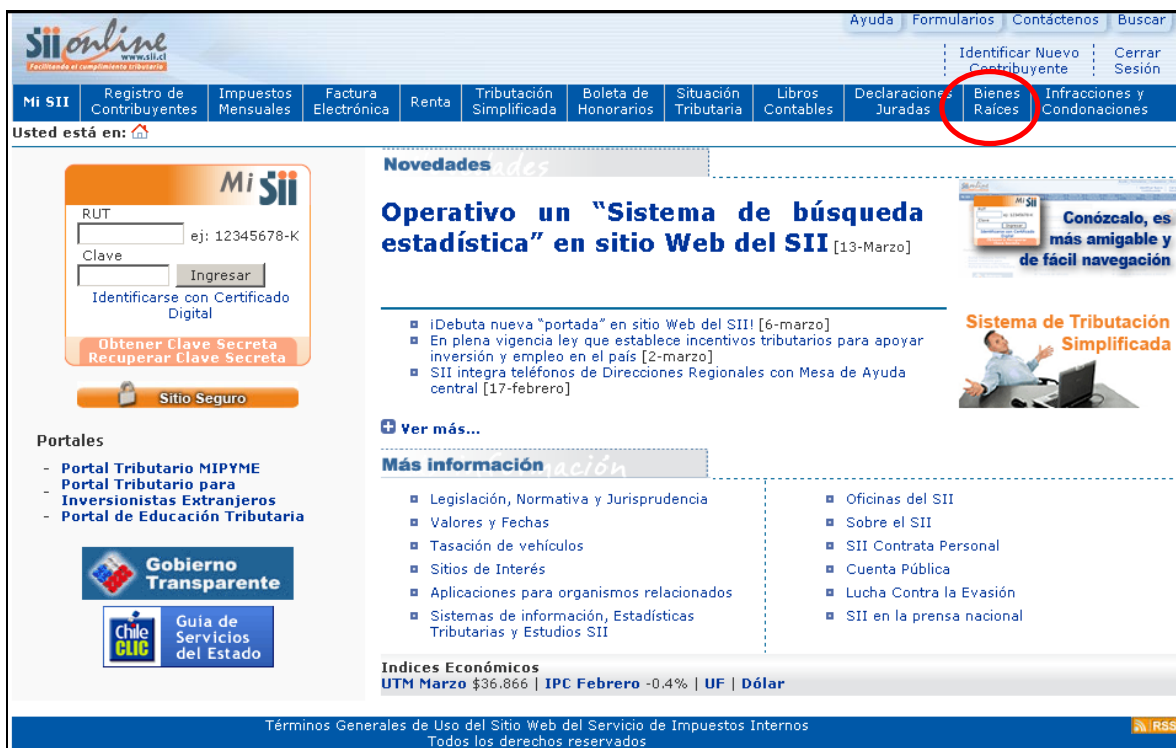 Ayuda Formularios Contáctenos Buscar
Sii online
www.sii.cl
Facilitando el cumplimiento tributario
Identificar Nuevo Contribuyente
Cerrar Sesión
Mi SII
Registro de Contribuyentes
Impuestos Mensuales
Factura Electrónica
Renta
Tributación Simplificada
Boleta de Honorarios
Situación Tributaria
Libros Contables
Declaraciones Juradas
Bienes Raíces
Infracciones y Condonaciones
Usted está en:
Mi Sii
RUT
ej: 12345678-K
Clave
Ingresar
Identificarse con Certificado
Digital
Obtener Clave Secreta
Recuperar Clave Secreta
Sitio Seguro
Portales
- Portal Tributario MIPYME
- Portal Tributario para
Inversionistas Extranjeros
- Portal de Educación Tributaria
Gobierno
Transparente
Chile
CLIC
Guía de
Servicios
del Estado
Novedades
Operativo un “Sistema de búsqueda
estadística” en sitio Web del SII [13-Marzo]
¡Debuta nueva “portada” en sitio Web del SII! [6-marzo]
En plena vigencia ley que establece incentivos tributarios para apoyar
inversión y empleo en el país [2-marzo]
SII integra teléfonos de Direcciones Regionales con Mesa de Ayuda
central [17-febrero]
Ver más...
Conózcalo, es
más amigable y
de fácil navegación
Sistema de Tributación
Simplificada
Más información
Legislación, Normativa y Jurisprudencia
Valores y Fechas
Tasación de vehículos
Sitios de Interés
Aplicaciones para organismos relacionados
Sistemas de información, Estadísticas
Tributarias y Estudios SII
Oficinas del SII
Sobre el SII
SII Contrata Personal
Cuenta Pública
Lucha Contra la Evasión
SII en la prensa nacional
Indices Económicos
UTM Marzo $36.866 | IPC Febrero -0.4% | UF | Dólar
Términos Generales de Uso del Sitio Web del Servicio de Impuestos Internos
Todos los derechos reservados
RSS